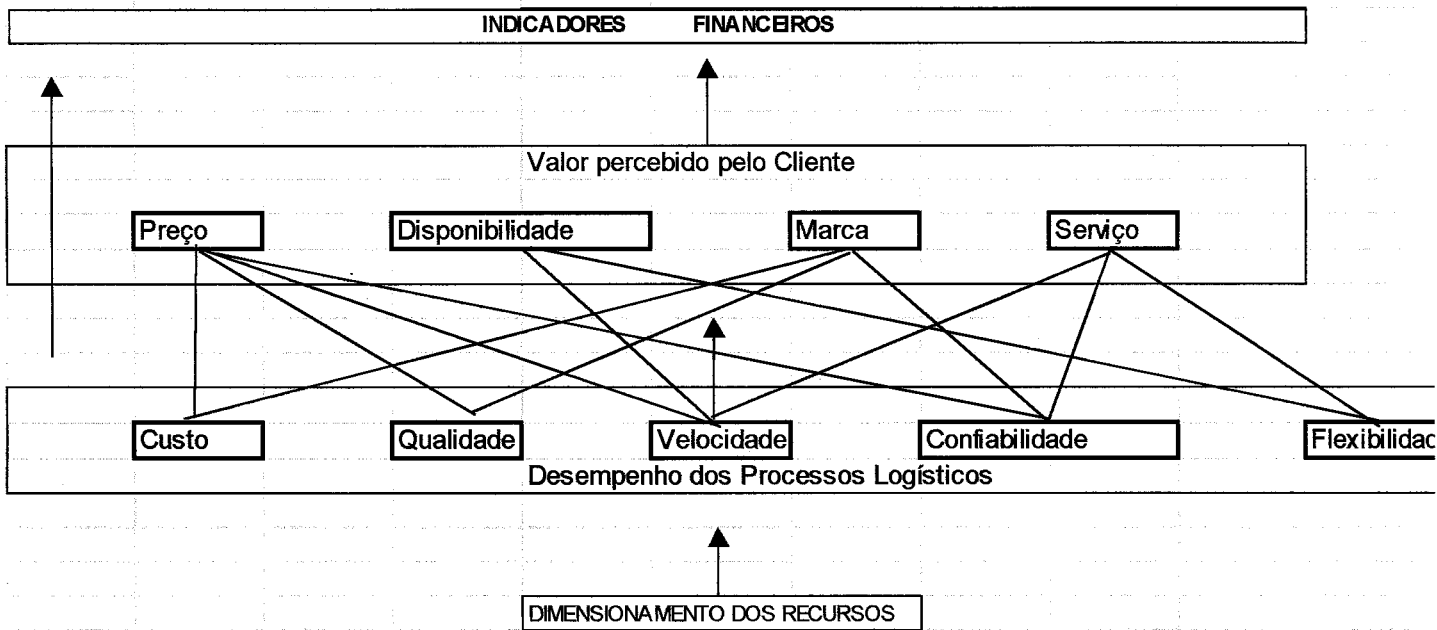 INDICADORES FINANCEIROS
Valor percebido pelo Cliente
Preço Disponibilidade Marca Serviço
Custo Qualidade Velocidade Confiabilidade Flexibilidad
Desempenho dos Processos Logísticos
DIMENSIONAMENTO DOS RECURSOS